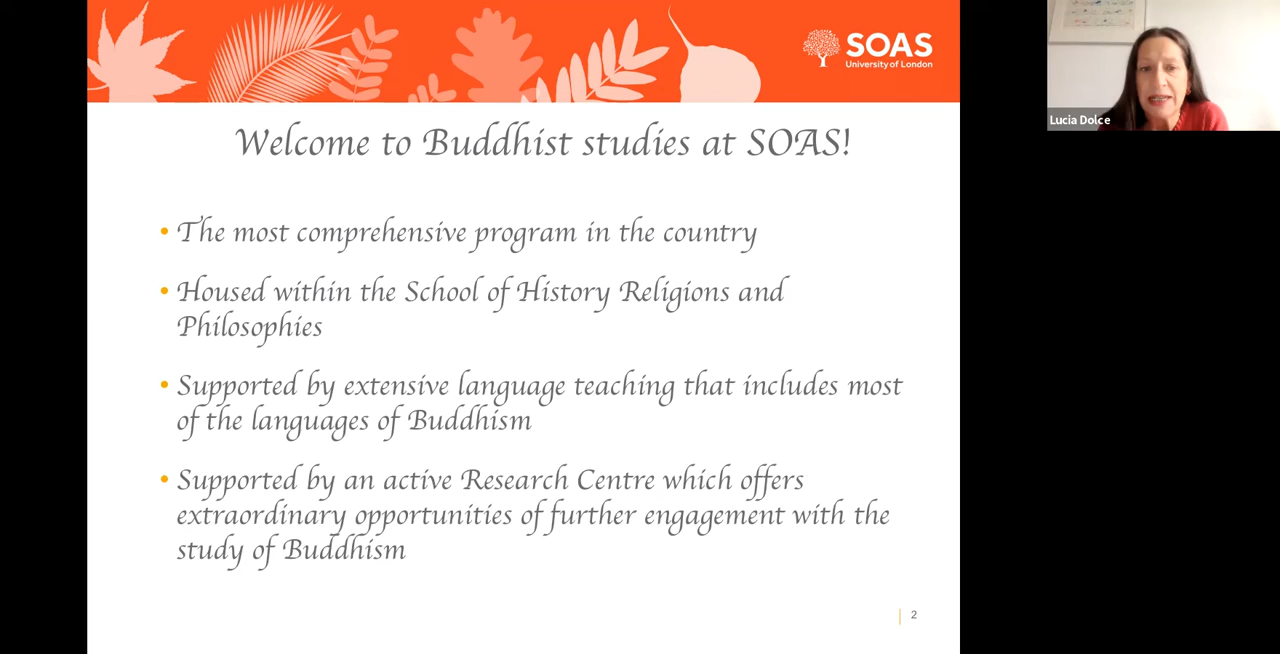 SOAS
University of London
Lucia Dolce
Welcome to Buddhist studies at SOAS!
• The most comprehensive program in the country
• Housed within the School of History Religions and
Philosophies
• Supported by extensive language teaching that includes most
of the languages of Buddhism
• Supported by an active Research Centre which offers
extraordinary opportunities of further engagement with the
study of Buddhism
2